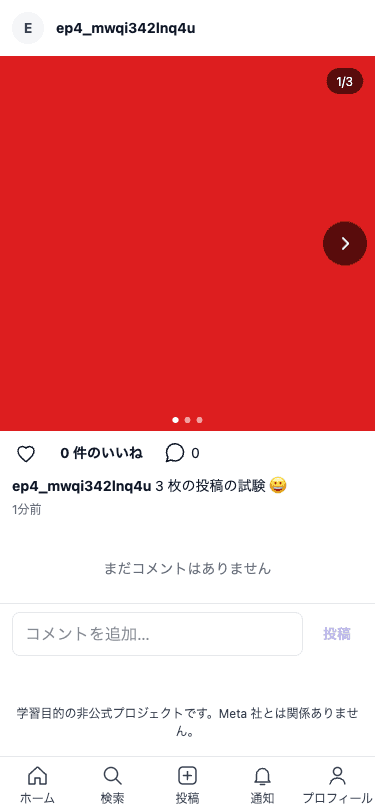 E
ep4_mwqi342lnq4u
1/3
0 件のいいね
0
ep4_mwqi342lnq4u 3 枚の投稿の試験 😀
1分前
まだコメントはありません
コメントを追加...
投稿
学習目的の非公式プロジェクトです。Meta 社とは関係ありませ
ん。
ホーム
検索
投稿
通知
プロフィール